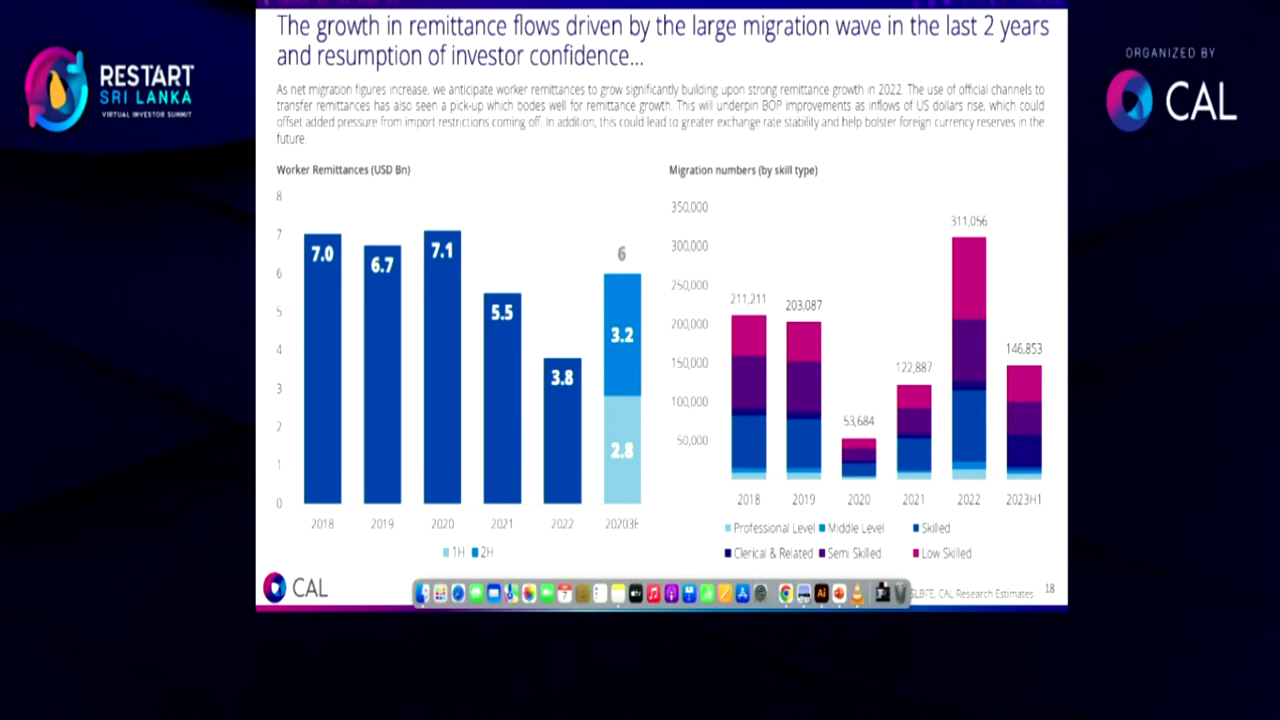 The growth in remittance flows driven by the large migration wave in the last 2 years
and resumption of investor confidence...
RESTART
SRI LANKA
VIRTUAL INVESTOR SUMMIT
ORGANIZED BY
CAL
As net migration figures increase, we anticipate worker remittances to grow significantly building upon strong remittance growth in 2022. The use of official channels to
transfer remittances has also seen a pick-up which bodes well for remittance growth. This will underpin BOP improvements as inflows of US dollars rise, which could
offset added pressure from import restrictions coming off. In addition, this could lead to greater exchange rate stability and help bolster foreign currency reserves in the
future.
Worker Remittances (USD Bn)
8
7
6
5
4
3
2
1
0
7.0
6.7
7.1
5.5
3.8
6
3.2
2.8
2018
2019
2020
2021
2022
20203E
1H
2H
Migration numbers (by skill type)
350,000
300,000
250,000
200,000
150,000
100,000
50,000
211,211
203,087
53,684
122,887
311,056
146,853
2018
2019
2020
2021
2022
2023H1
Professional Level
Middle Level
Skilled
Clerical & Related
Semi Skilled
Low Skilled
CAL
7
Ai
SLBFE, CAL Research Estimates
18